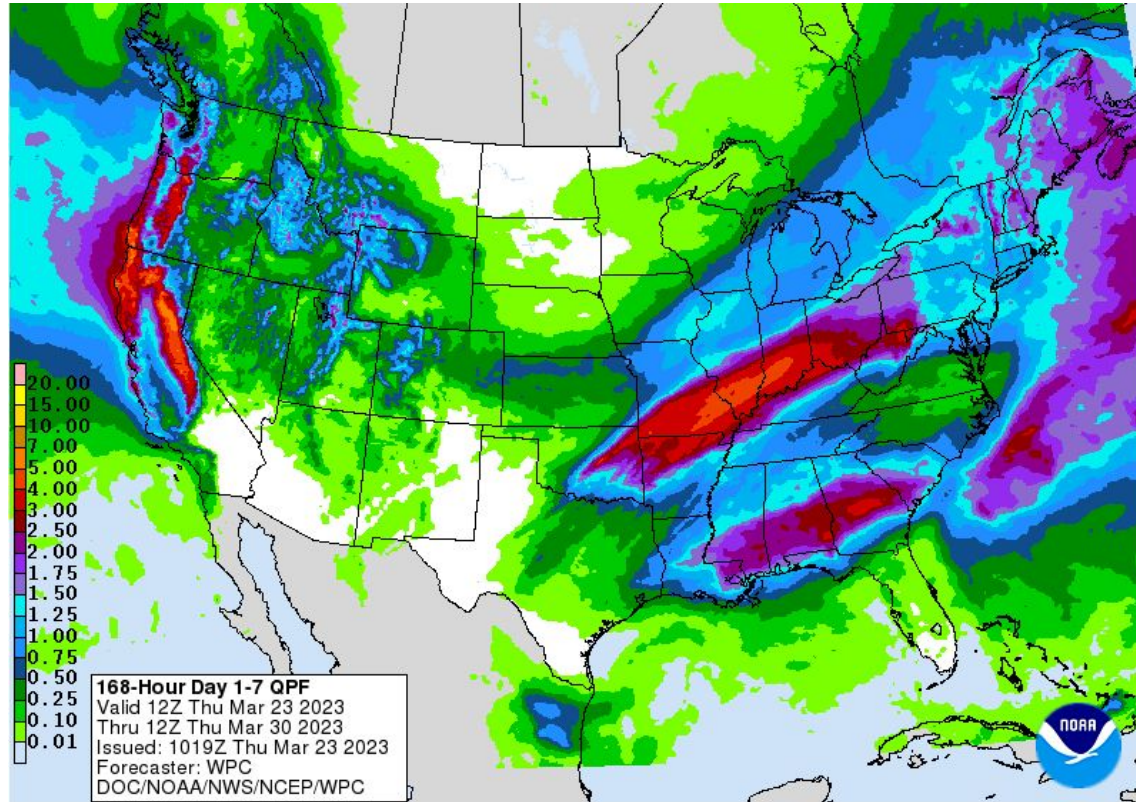 20.00
15.00
10.00
7.00
5.00
4.00
3.00
2.50
2.00
1.75
1.50
1.25
1.00
0.75
0.50
0.25
0.10
0.01
168-Hour Day 1-7 QPF
Valid 12Z Thu Mar 23 2023
Thru 12Z Thu Mar 30 2023
Issued: 1019Z Thu Mar 23 2023
Forecaster: WPC
DOC/NOAA/NWS/NCEP/WPC
NOAA